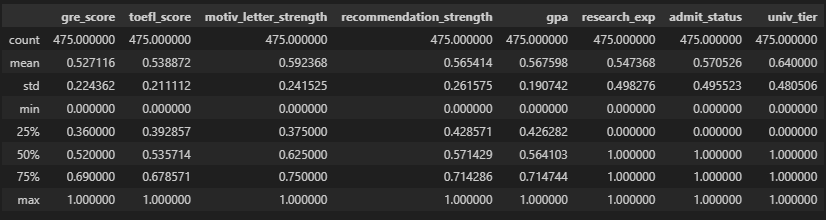 gre_score toefl_score motiv_letter_strength recommendation_strength gpa research_exp admit_status univ_tier
count 475.000000 475.000000 475.000000 475.000000 475.000000 475.000000 475.000000 475.000000
mean 0.527116 0.538872 0.592368 0.565414 0.567598 0.547368 0.570526 0.640000
std 0.224362 0.211112 0.241525 0.261575 0.190742 0.498276 0.495523 0.480506
min 0.000000 0.000000 0.000000 0.000000 0.000000 0.000000 0.000000 0.000000
25% 0.360000 0.392857 0.375000 0.428571 0.426282 0.000000 0.000000 0.000000
50% 0.520000 0.535714 0.625000 0.571429 0.564103 1.000000 1.000000 1.000000
75% 0.690000 0.678571 0.750000 0.714286 0.714744 1.000000 1.000000 1.000000
max 1.000000 1.000000 1.000000 1.000000 1.000000 1.000000 1.000000 1.000000